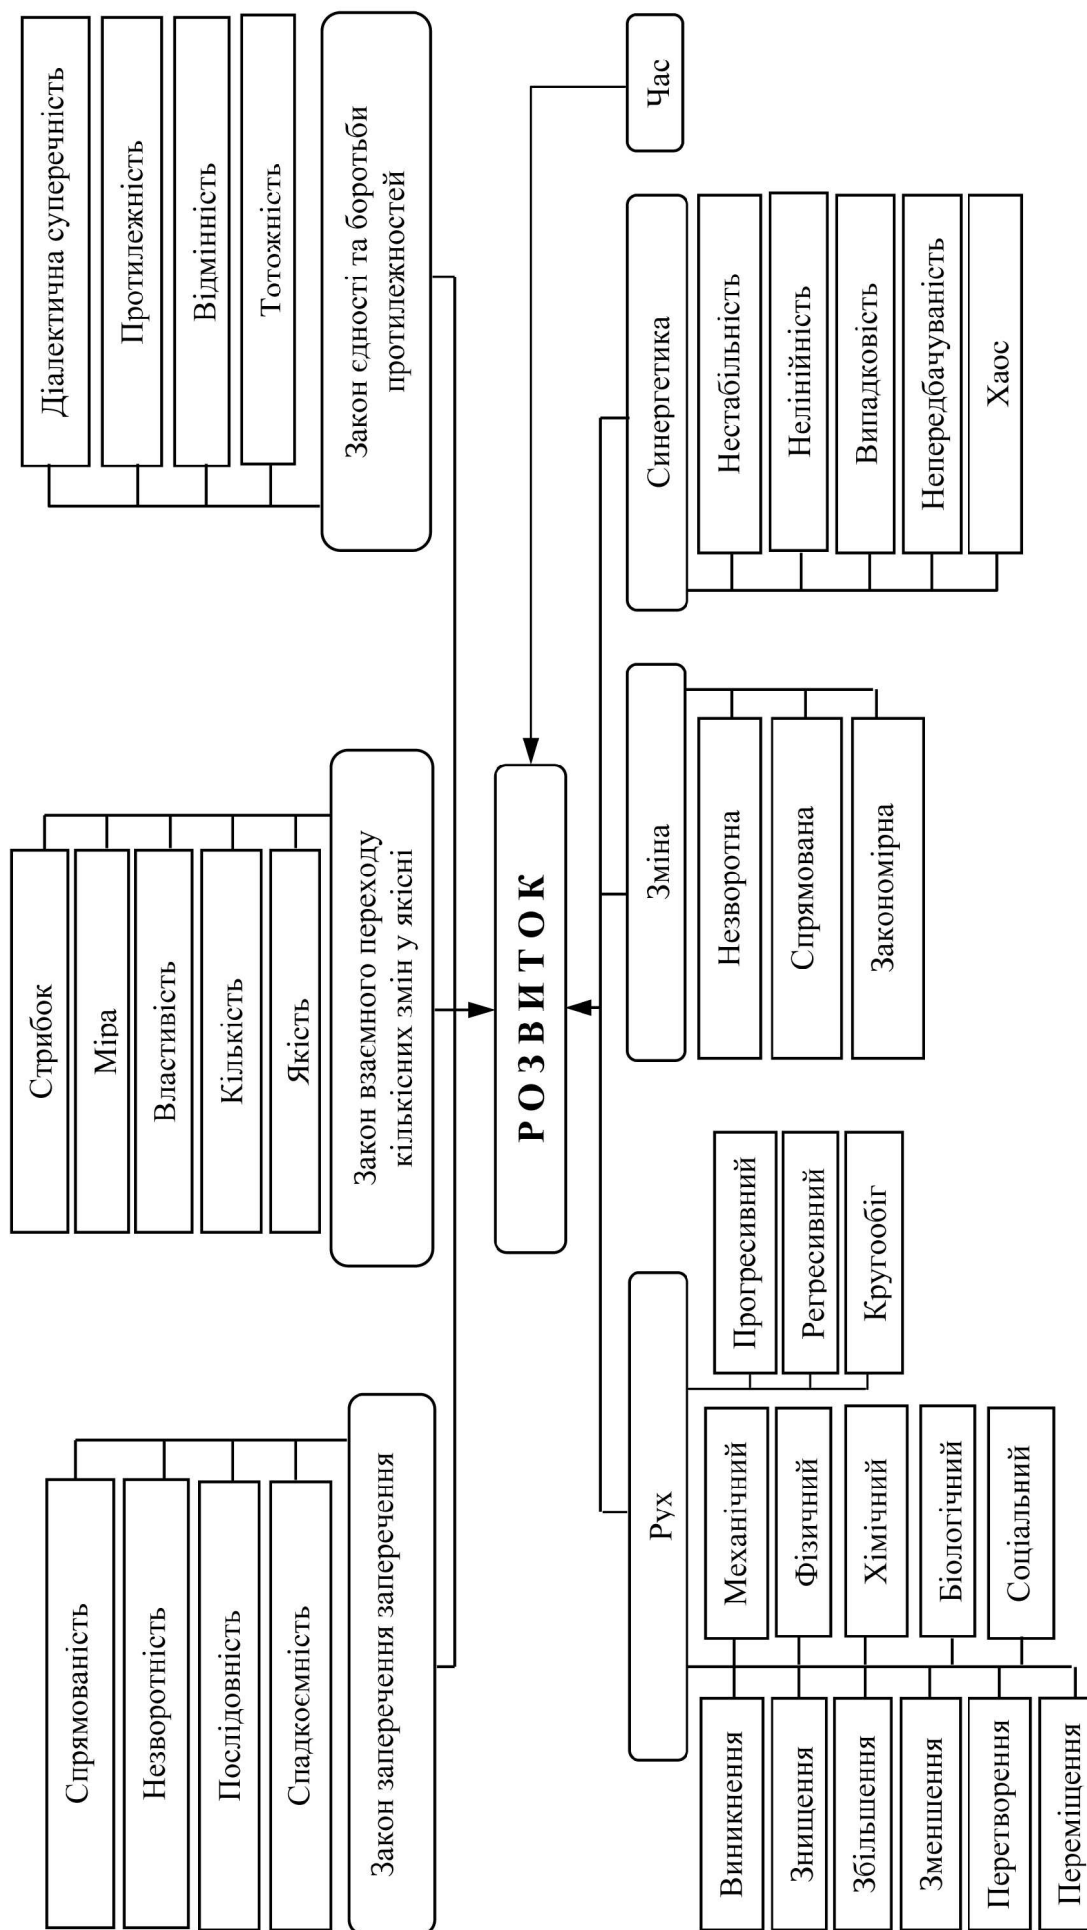 Спрямованість
Незворотність
Послідовність
Спадкоємність
Закон заперечення заперечення
Стрибок
Міра
Властивість
Кількість
Якість
Закон взаємного переходу
кількісних змін у якісні
Діалектична суперечність
Протилежність
Відмінність
Тотожність
Закон єдності та боротьби
протилежностей
РОЗВИТОК
Час
Рух
Виникнення
Знищення
Збільшення
Зменшення
Перетворення
Переміщення
Механічний
Фізичний
Хімічний
Біологічний
Соціальний
Прогресивний
Регресивний
Кругообіг
Зміна
Незворотна
Спрямована
Закономірна
Синергетика
Нестабільність
Нелінійність
Випадковість
Непередбачуваність
Хаос